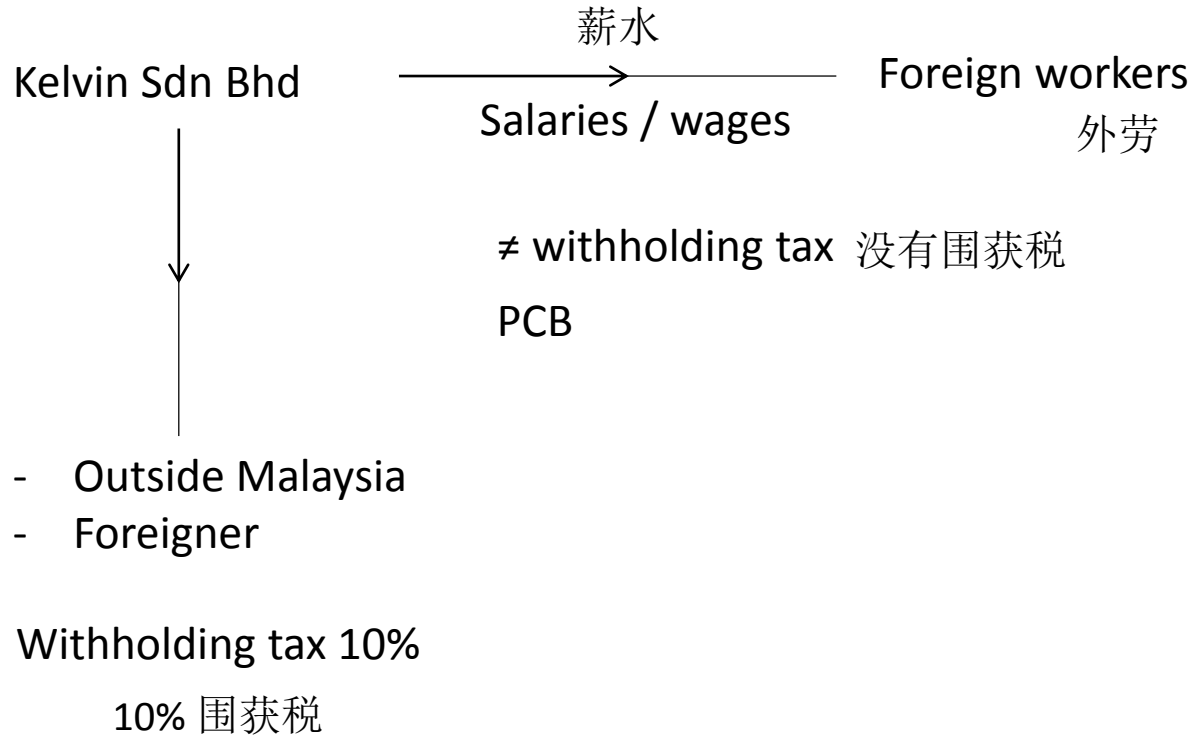 薪水
Kelvin Sdn Bhd
Foreign workers
Salaries / wages
外劳
≠ withholding tax 没有围获税
PCB
- Outside Malaysia
- Foreigner
Withholding tax 10%
10% 围获税